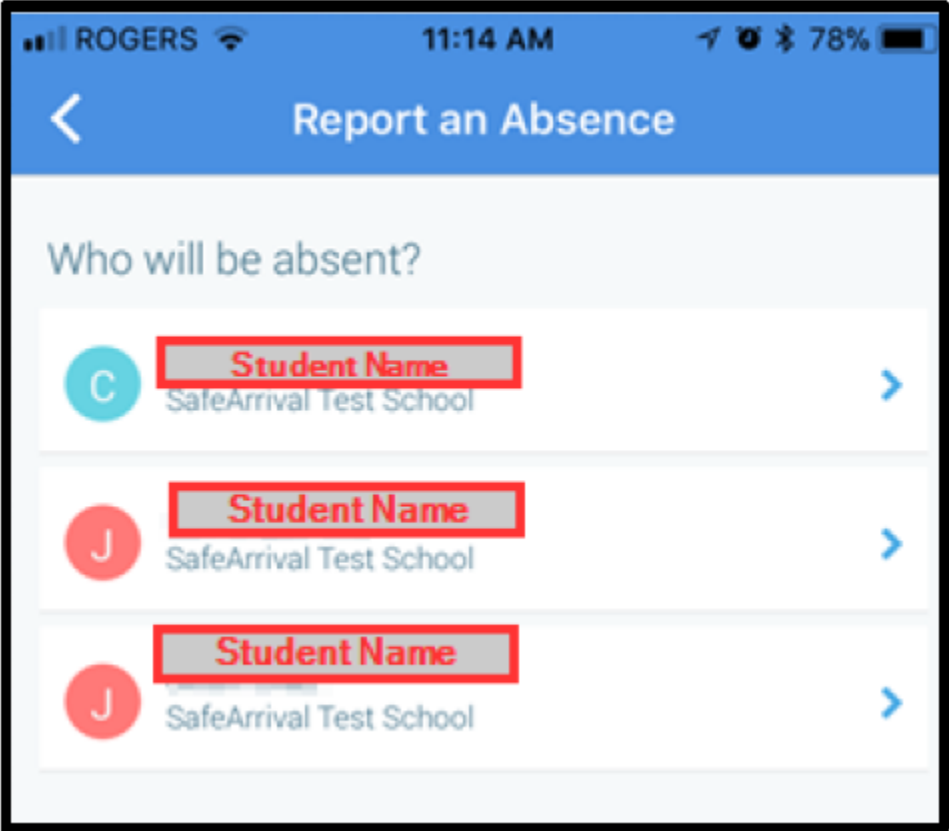 ROGERS 11:14 AM 78%
Report an Absence
Who will be absent?
C
Student Name
SafeArrival Test School
J
Student Name
SafeArrival Test School
J
Student Name
SafeArrival Test School